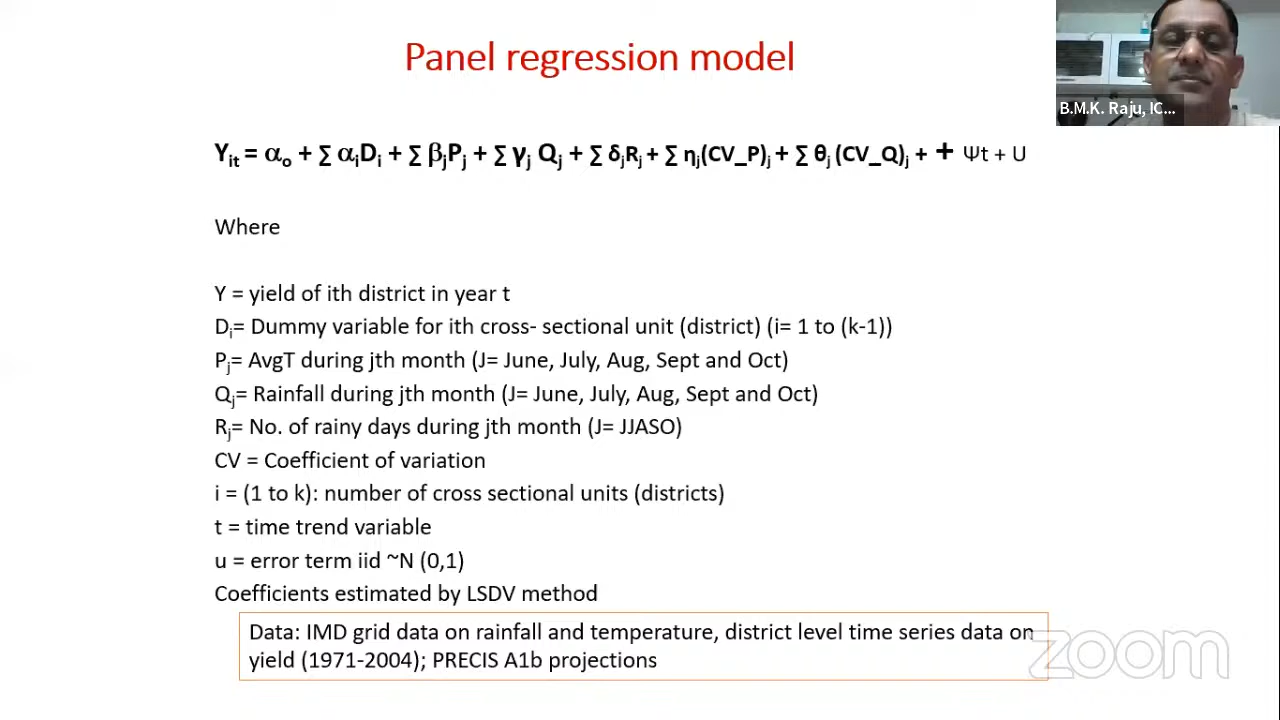 Panel regression model
B.M.K. Raju, IC...
Yit = αo + ∑ αiDi + ∑ βjPj + ∑ γj Qj + ∑ δjRj + ∑ ηj(CV_P)j + ∑ θj (CV_Q)j + + Ψt + U
Where
Y = yield of ith district in year t
Di= Dummy variable for ith cross- sectional unit (district) (i= 1 to (k-1))
Pj= AvgT during jth month (J= June, July, Aug, Sept and Oct)
Qj= Rainfall during jth month (J= June, July, Aug, Sept and Oct)
Rj= No. of rainy days during jth month (J= JJASO)
CV = Coefficient of variation
i = (1 to k): number of cross sectional units (districts)
t = time trend variable
u = error term iid ~N (0,1)
Coefficients estimated by LSDV method
Data: IMD grid data on rainfall and temperature, district level time series data on
yield (1971-2004); PRECIS A1b projections
zoom